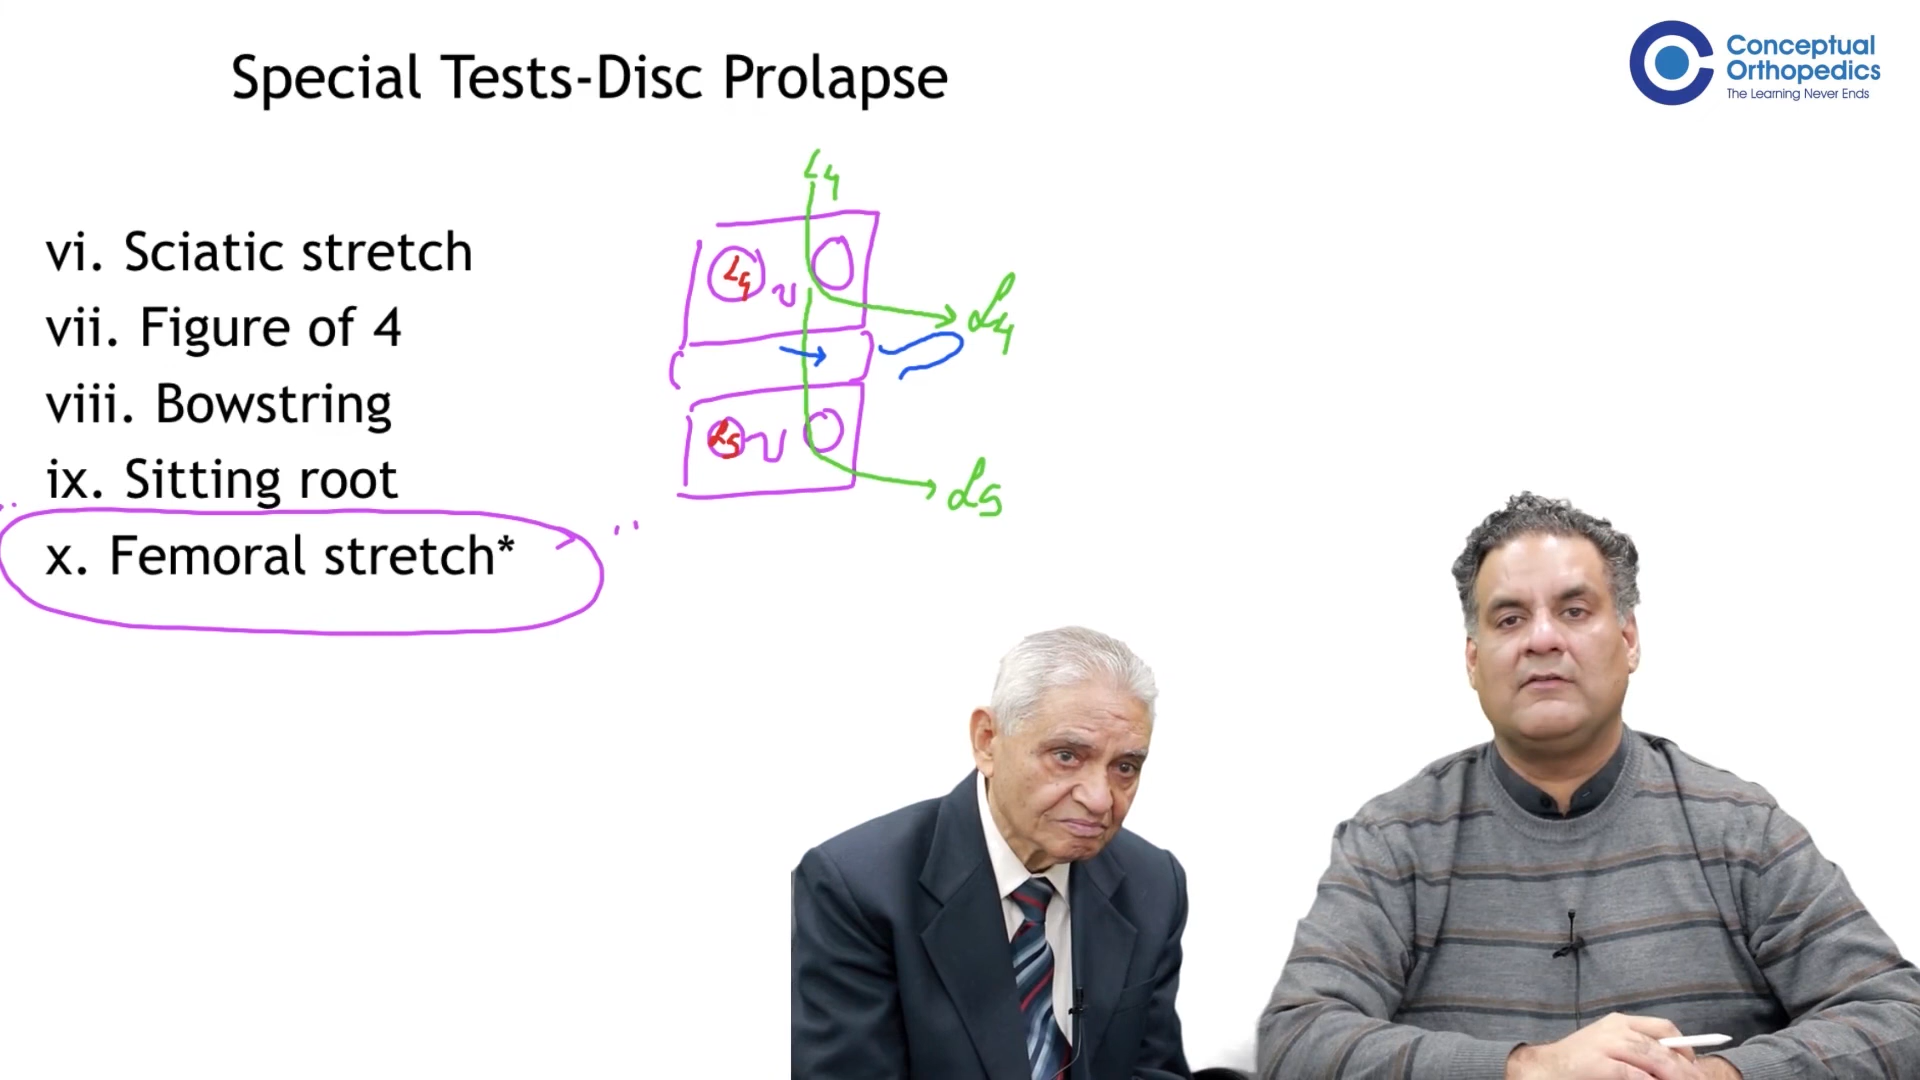 Special Tests-Disc Prolapse
Conceptual
Orthopedics
The Learning Never Ends
vi. Sciatic stretch
vii. Figure of 4
viii. Bowstring
ix. Sitting root
x. Femoral stretch*
L4
L4
L4
L5
L5